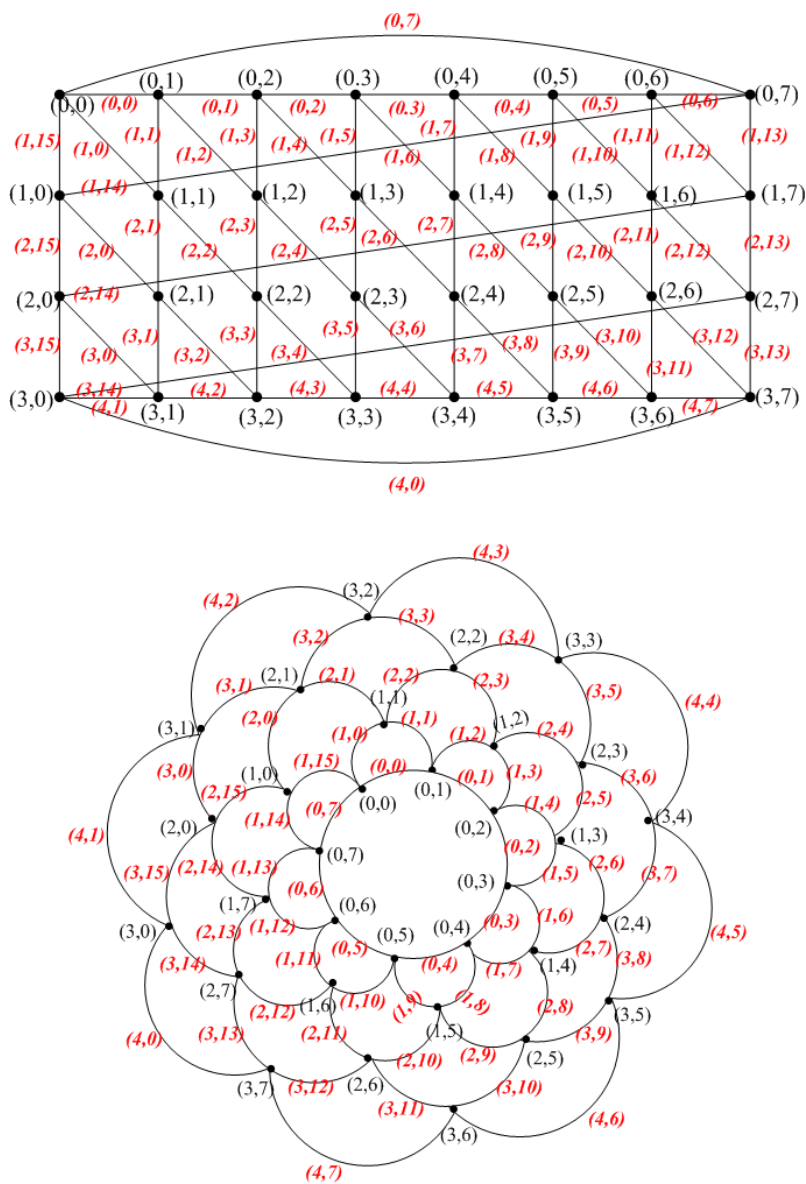 (0,7)
(0,1) (0,2) (0,3) (0,4) (0,5) (0,6)
(0,0) (0,0) (0,1) (0,2) (0.3) (0,4) (0,5) (0,6) (0,7)
(1,15) (1,0) (1,1) (1,2) (1,3) (1,4) (1,5) (1,6) (1,7) (1,8) (1,9) (1,10) (1,11) (1,12) (1,13)
(1,0) (1,14) (1,1) (1,2) (1,3) (1,4) (1,5) (1,6) (1,7)
(2,15) (2,0) (2,1) (2,2) (2,3) (2,4) (2,5) (2,6) (2,7) (2,8) (2,9) (2,10) (2,11) (2,12) (2,13)
(2,0) (2,14) (2,1) (2,2) (2,3) (2,4) (2,5) (2,6) (2,7)
(3,15) (3,0) (3,1) (3,2) (3,3) (3,4) (3,5) (3,6) (3,7) (3,8) (3,9) (3,10) (3,11) (3,12) (3,13)
(3,0) (3,14) (4,1) (4,2) (4,3) (4,4) (4,5) (4,6) (4,7) (3,7)
(3,1) (3,2) (3,3) (3,4) (3,5) (3,6)
(4,0)
(4,3)
(4,2) (3,2)
(3,3)
(3,2) (2,2) (3,4) (3,3)
(2,1) (2,1) (2,2) (2,3)
(3,1) (3,5)
(2,0) (1,1) (1,1) (1,2) (4,4)
(3,1) (1,0) (1,2) (2,4)
(2,3)
(3,0) (1,15) (0,0) (0,1) (1,3) (3,6)
(1,0) (0,1)
(2,15) (0,0) (2,5)
(0,7) (1,4)
(2,0) (1,14) (0,2) (3,4)
(4,1) (1,3)
(0,7) (0,2)
(3,15) (2,14) (1,13) (1,5) (2,6) (3,7)
(0,6) (0,3)
(1,7) (0,6) (1,6)
(3,0) (2,13) (1,12) (0,4) (0,3) (2,4)
(4,5)
(0,5) (0,5) (2,7)
(3,14) (1,11) (0,4) (1,7) (1,4) (3,8)
(2,7)
(1,6) (1,10) (1,9) (1,8) (2,8) (3,5)
(2,12)
(4,0) (3,13) (2,11) (1,5) (3,9)
(2,10) (2,9) (2,5)
(3,7) (3,12) (2,6) (3,10)
(3,11)
(3,6) (4,6)
(4,7)